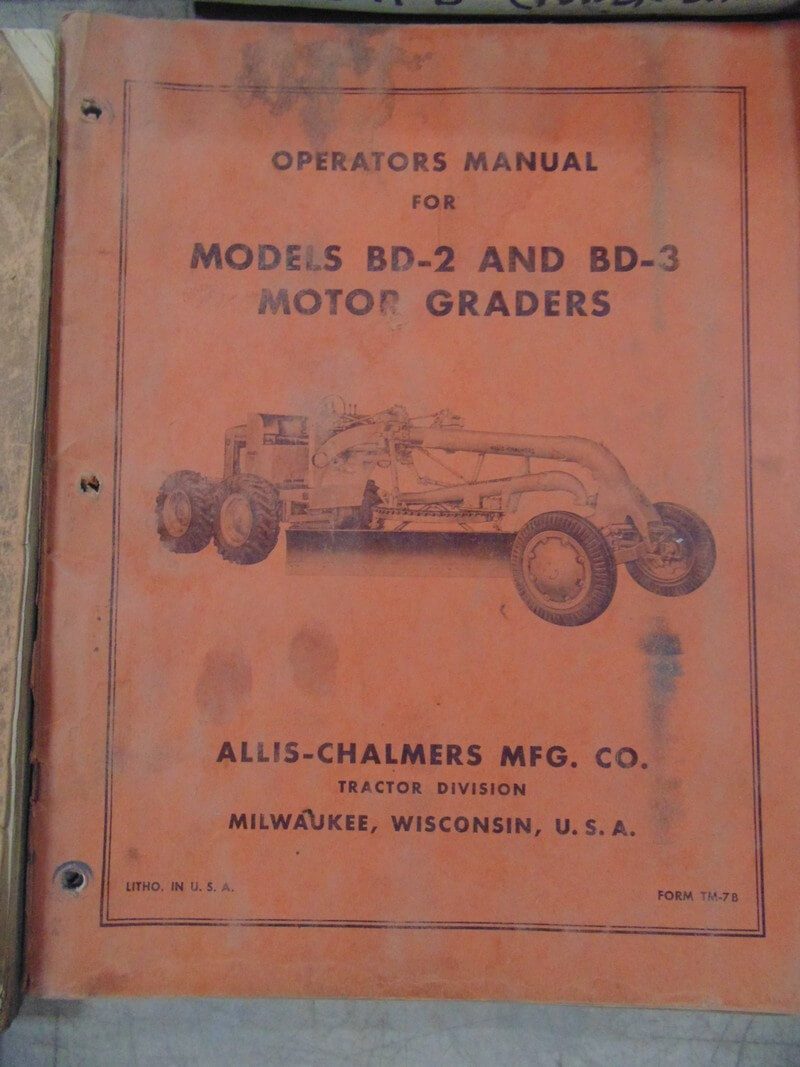 OPERATORS MANUAL
FOR
MODELS BD-2 AND BD-3
MOTOR GRADERS
ALLIS-CHALMERS MFG. CO.
TRACTOR DIVISION
MILWAUKEE, WISCONSIN, U. S. A.
LITHO. IN U. S. A.
FORM TM-7B